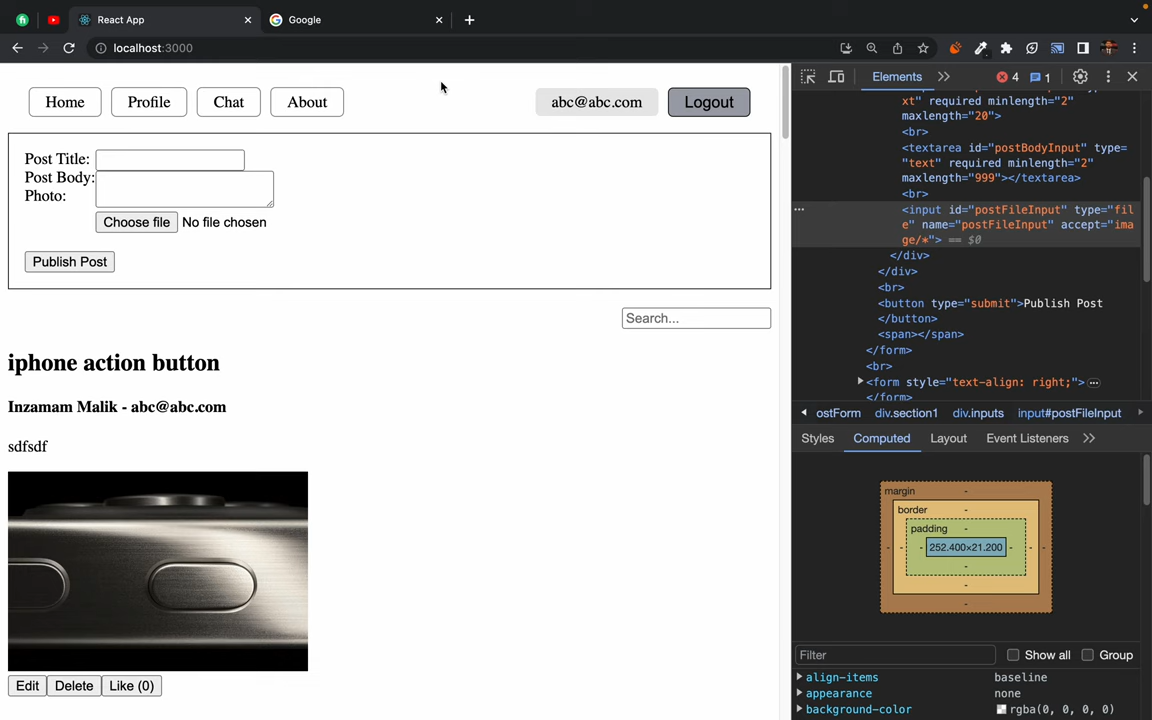 React App
Google
localhost:3000
Home
Profile
Chat
About
abc@abc.com
Logout
Post Title:
Post Body:
Photo:
Choose file No file chosen
Publish Post
Search...
iphone action button
Inzamam Malik - abc@abc.com
sdfsdf
Edit
Delete
Like (0)
Elements
4
1
xt" required minlength="2"
maxlength="20">
<br>
<textarea id="postBodyInput" type=
"text" required minlength="2"
maxlength="999"></textarea>
<br>
<input id="postFileInput" type="fil
e" name="postFileInput" accept="ima
ge/*"> == $0
</div>
</div>
<br>
<button type="submit">Publish Post
</button>
<span></span>
</form>
<br>
<form style="text-align: right;">
</form>
ostForm div.section1 div.inputs input#postFileInput
Styles Computed Layout Event Listeners
margin -
border -
padding -
- - - 252.400×21.200 - - -
-
-
-
Filter
Show all
Group
align-items baseline
appearance none
background-color rgba(0, 0, 0, 0)